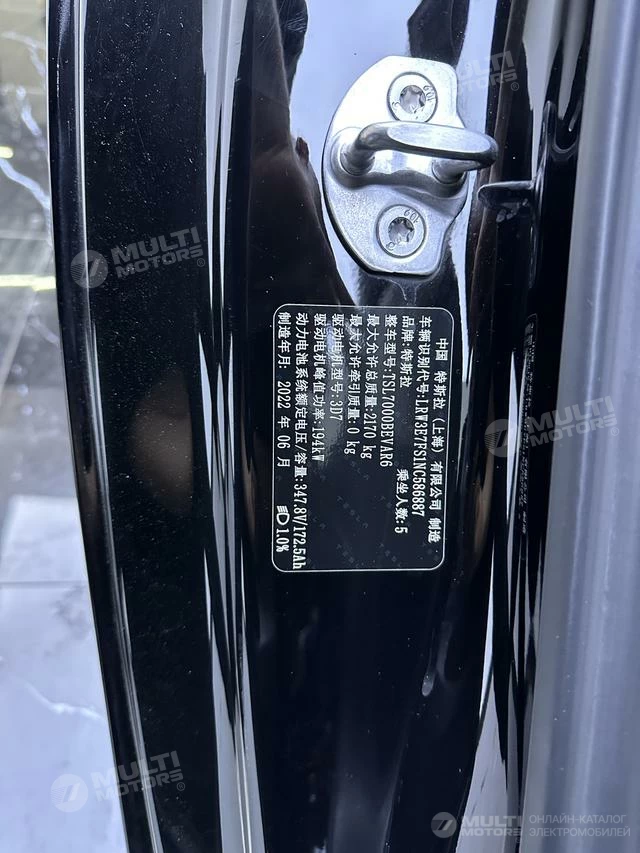 中国 特斯拉（上海）有限公司 制造
车辆识别代号:LRW3E7FS1NC586887
品牌:特斯拉 乘坐人数:5
整车型号:TSL7000BEVAR6
最大允许总质量:2170 kg
最大允许牵引质量: 0 kg
驱动电机型号:3D7
驱动电机峰值功率:194kW
动力电池系统额定电压/容量:347.8V/172.5Ah
制造年月: 2022 年 06 月 1.0%
MULTI
MOTORS
MULTI
MOTORS
MULTI
MOTORS
MULTI
MOTORS
MULTI
MOTORS
ОНЛАЙН-КАТАЛОГ
ЭЛЕКТРОМОБИЛЕЙ